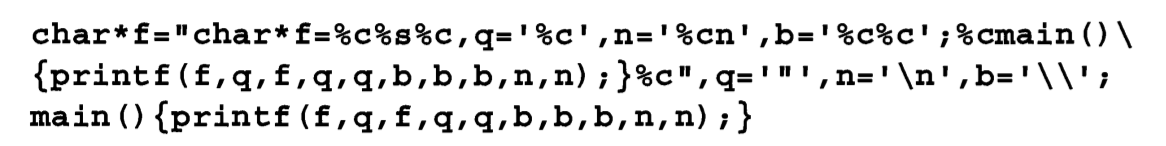 char*f="char*f=%c%s%c,q='%c',n='%cn',b='%c%c';%cmain()\
{printf(f,q,f,q,q,b,b,b,n,n);}%c",q='"',n='\n',b='\\';
main(){printf(f,q,f,q,q,b,b,b,n,n);}